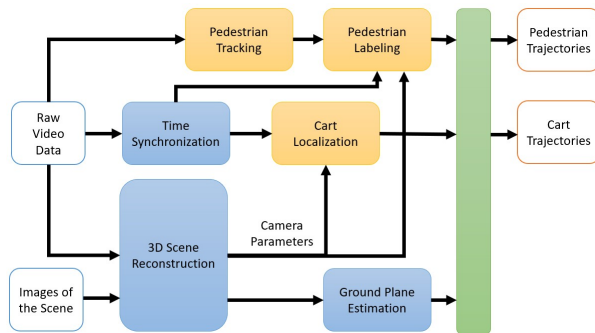 Pedestrian
Tracking
Pedestrian
Labeling
Pedestrian
Trajectories
Raw
Video
Data
Time
Synchronization
Cart
Localization
Cart
Trajectories
3D Scene
Reconstruction
Camera
Parameters
Images of
the Scene
Ground Plane
Estimation